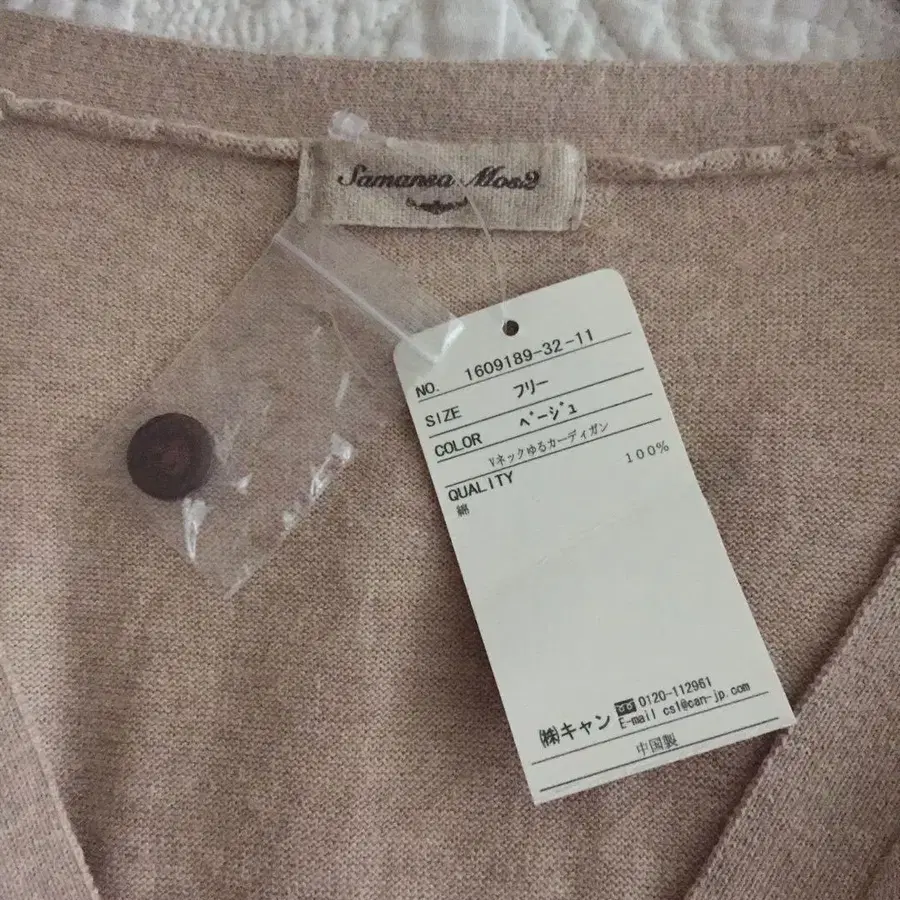 Samansa Mos2
NO. 1609189-32-11
SIZE フリー
COLOR ベージュ
Vネックゆるカーディガン
QUALITY
綿 100%
㈱キャン 0120-112961
E-mail csl@can-jp.com
中国製